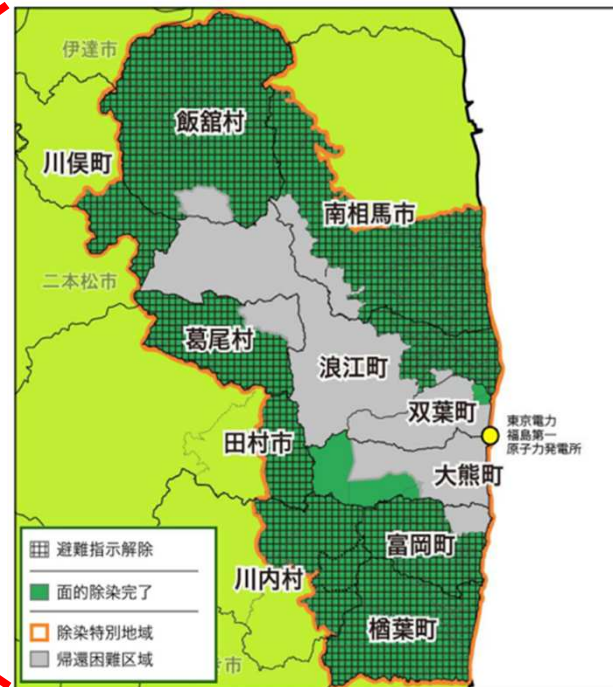 伊達市
飯舘村
川俣町
南相馬市
二本松市
葛尾村
浪江町
双葉町
東京電力
福島第一
原子力発電所
田村市
大熊町
富岡町
川内村
楢葉町
避難指示解除
面的除染完了
除染特別地域
帰還困難区域
市